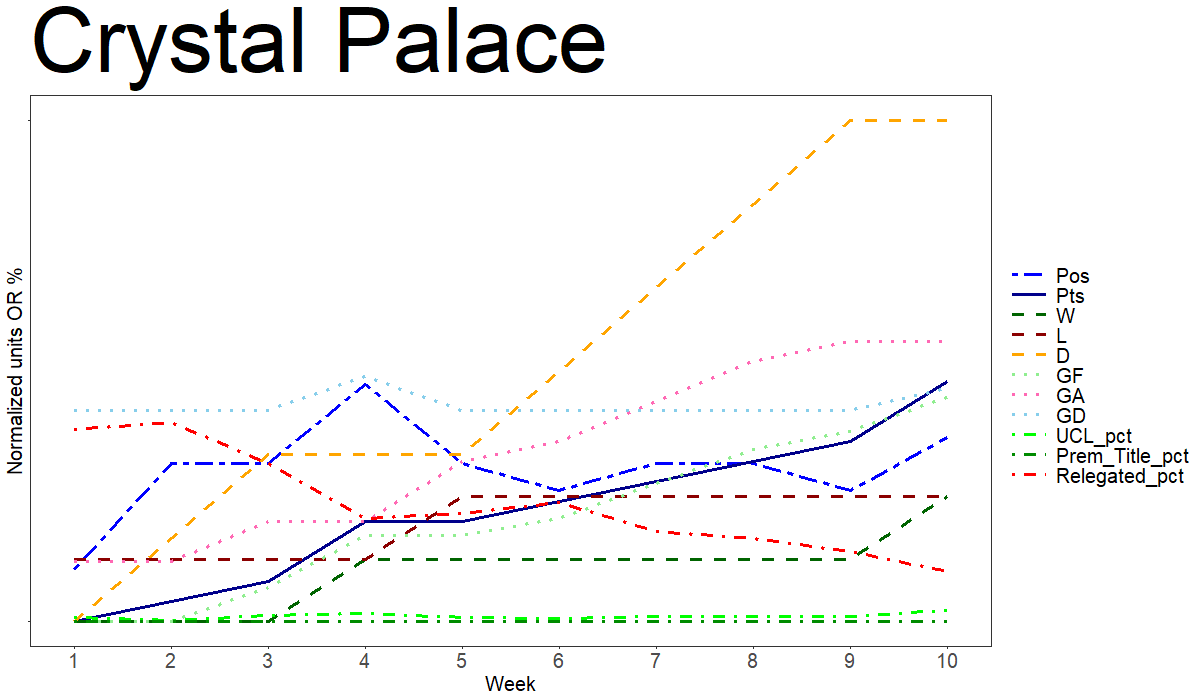 Crystal Palace
Normalized units OR %
1 2 3 4 5 6 7 8 9 10
Week
Pos
Pts
W
L
D
GF
GA
GD
UCL_pct
Prem_Title_pct
Relegated_pct